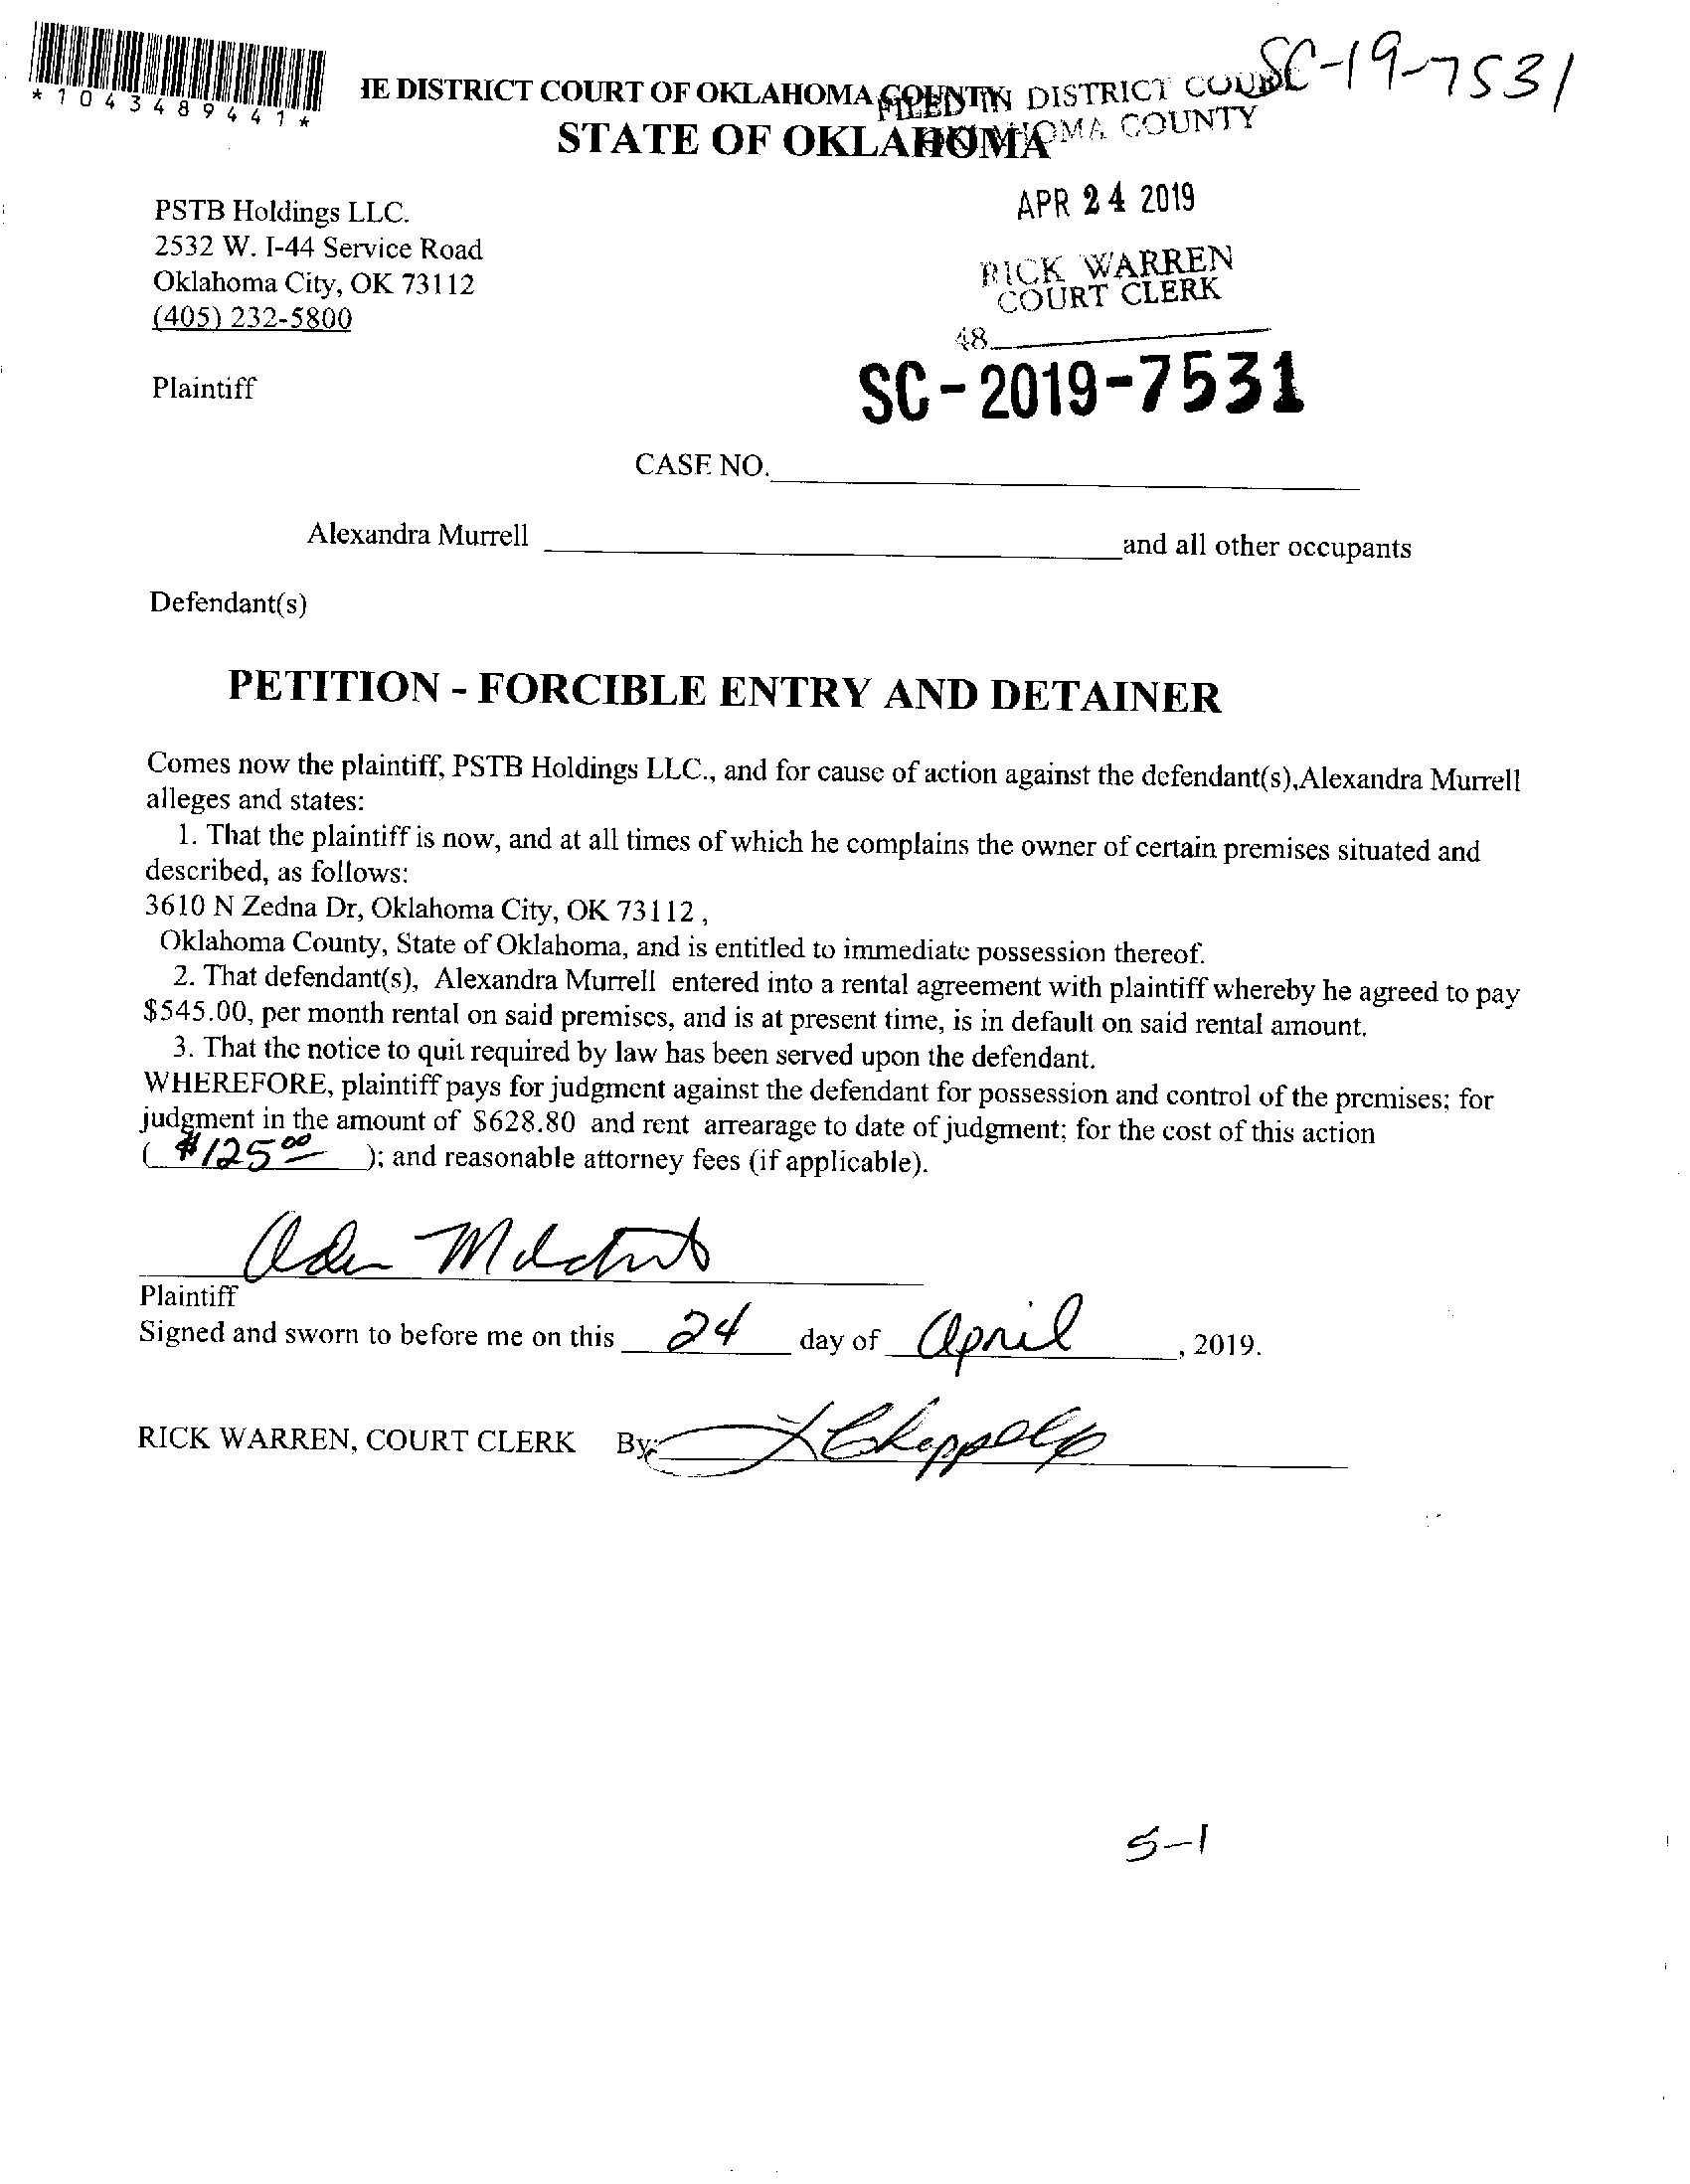 SC-19-7531
*1043489441*
IE DISTRICT COURT OF OKLAHOMA COUNTY
FILED IN DISTRICT COURT
STATE OF OKLAHOMA
OKLAHOMA COUNTY
PSTB Holdings LLC.
2532 W. I-44 Service Road
Oklahoma City, OK 73112
(405) 232-5800
Plaintiff
APR 24 2019
RICK WARREN
COURT CLERK
48
SC-2019-7531
CASE NO.
Alexandra Murrell and all other occupants
Defendant(s)
PETITION - FORCIBLE ENTRY AND DETAINER
Comes now the plaintiff, PSTB Holdings LLC., and for cause of action against the defendant(s),Alexandra Murrell
alleges and states:
1. That the plaintiff is now, and at all times of which he complains the owner of certain premises situated and
described, as follows:
3610 N Zedna Dr, Oklahoma City, OK 73112 ,
Oklahoma County, State of Oklahoma, and is entitled to immediate possession thereof.
2. That defendant(s), Alexandra Murrell entered into a rental agreement with plaintiff whereby he agreed to pay
$545.00, per month rental on said premises, and is at present time, is in default on said rental amount.
3. That the notice to quit required by law has been served upon the defendant.
WHEREFORE, plaintiff pays for judgment against the defendant for possession and control of the premises; for
judgment in the amount of $628.80 and rent arrearage to date of judgment; for the cost of this action
( $125.00 ); and reasonable attorney fees (if applicable).
Plaintiff
Signed and sworn to before me on this 24 day of April , 2019.
RICK WARREN, COURT CLERK By:
5-1